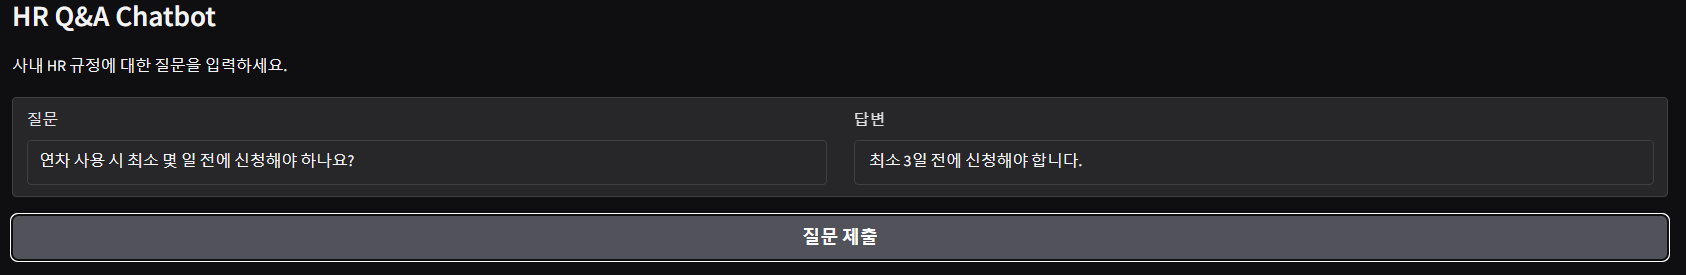 HR Q&A Chatbot
사내 HR 규정에 대한 질문을 입력하세요.
질문
연차 사용 시 최소 몇 일 전에 신청해야 하나요?
답변
최소 3일 전에 신청해야 합니다.
질문 제출